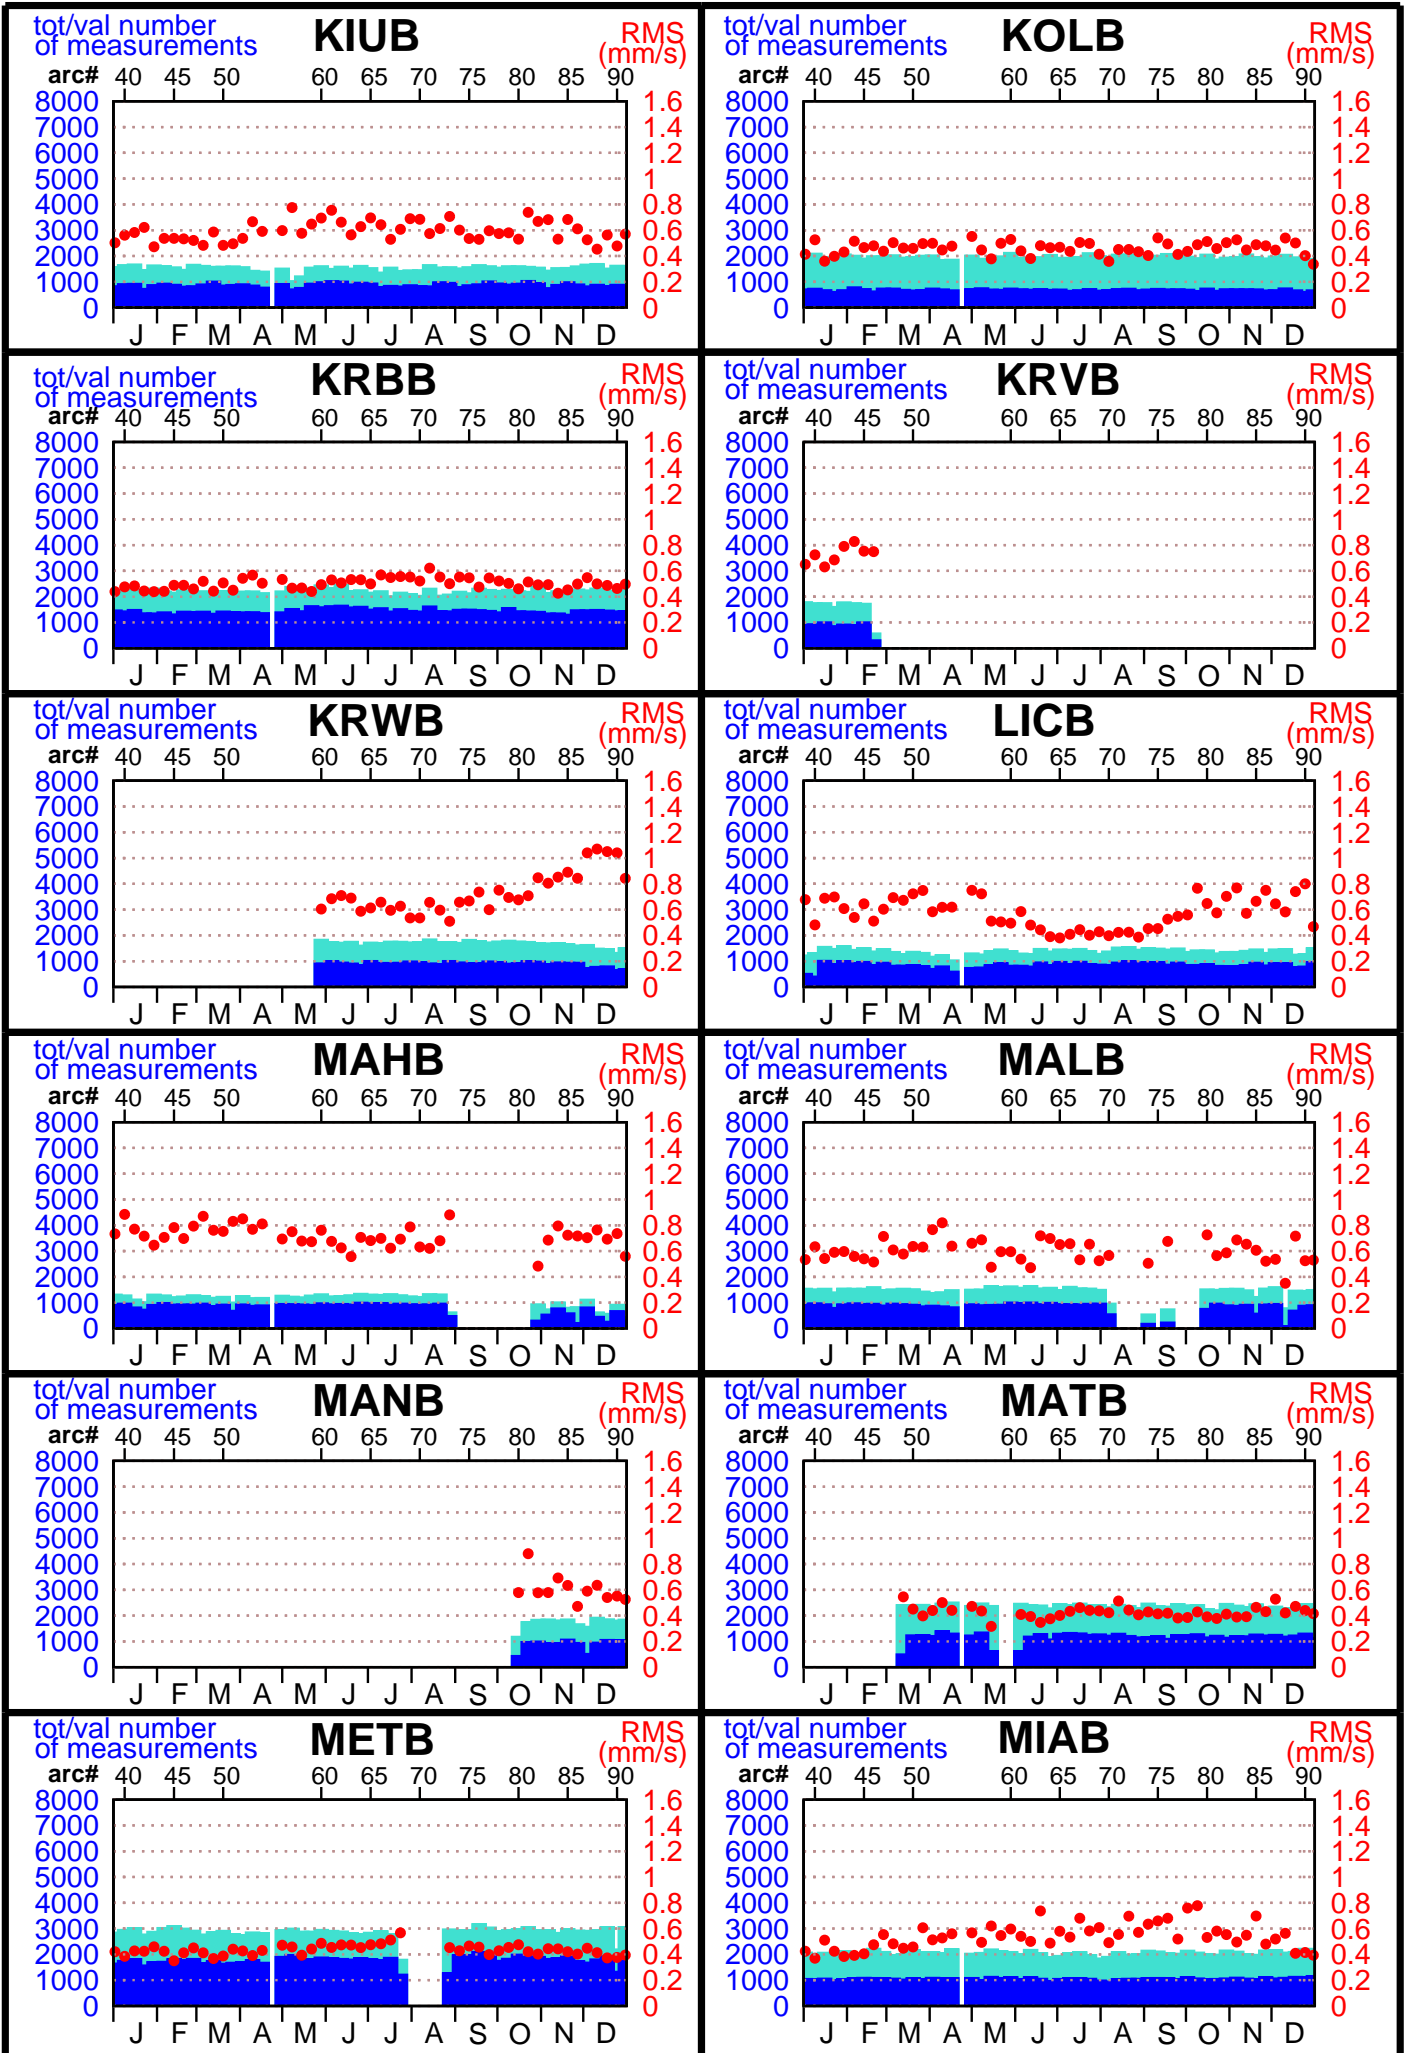 tot/val number KIUB RMS
of measurements (mm/s)
arc# 40 45 50 60 65 70 75 80 85 90
8000 1.6
7000 1.4
6000 1.2
5000 1
4000 0.8
3000 0.6
2000 0.4
1000 0.2
0 0
J F M A M J J A S O N D
tot/val number KOLB RMS
of measurements (mm/s)
arc# 40 45 50 60 65 70 75 80 85 90
8000 1.6
7000 1.4
6000 1.2
5000 1
4000 0.8
3000 0.6
2000 0.4
1000 0.2
0 0
J F M A M J J A S O N D
tot/val number KRBB RMS
of measurements (mm/s)
arc# 40 45 50 60 65 70 75 80 85 90
8000 1.6
7000 1.4
6000 1.2
5000 1
4000 0.8
3000 0.6
2000 0.4
1000 0.2
0 0
J F M A M J J A S O N D
tot/val number KRVB RMS
of measurements (mm/s)
arc# 40 45 50 60 65 70 75 80 85 90
8000 1.6
7000 1.4
6000 1.2
5000 1
4000 0.8
3000 0.6
2000 0.4
1000 0.2
0 0
J F M A M J J A S O N D
tot/val number KRWB RMS
of measurements (mm/s)
arc# 40 45 50 60 65 70 75 80 85 90
8000 1.6
7000 1.4
6000 1.2
5000 1
4000 0.8
3000 0.6
2000 0.4
1000 0.2
0 0
J F M A M J J A S O N D
tot/val number LICB RMS
of measurements (mm/s)
arc# 40 45 50 60 65 70 75 80 85 90
8000 1.6
7000 1.4
6000 1.2
5000 1
4000 0.8
3000 0.6
2000 0.4
1000 0.2
0 0
J F M A M J J A S O N D
tot/val number MAHB RMS
of measurements (mm/s)
arc# 40 45 50 60 65 70 75 80 85 90
8000 1.6
7000 1.4
6000 1.2
5000 1
4000 0.8
3000 0.6
2000 0.4
1000 0.2
0 0
J F M A M J J A S O N D
tot/val number MALB RMS
of measurements (mm/s)
arc# 40 45 50 60 65 70 75 80 85 90
8000 1.6
7000 1.4
6000 1.2
5000 1
4000 0.8
3000 0.6
2000 0.4
1000 0.2
0 0
J F M A M J J A S O N D
tot/val number MANB RMS
of measurements (mm/s)
arc# 40 45 50 60 65 70 75 80 85 90
8000 1.6
7000 1.4
6000 1.2
5000 1
4000 0.8
3000 0.6
2000 0.4
1000 0.2
0 0
J F M A M J J A S O N D
tot/val number MATB RMS
of measurements (mm/s)
arc# 40 45 50 60 65 70 75 80 85 90
8000 1.6
7000 1.4
6000 1.2
5000 1
4000 0.8
3000 0.6
2000 0.4
1000 0.2
0 0
J F M A M J J A S O N D
tot/val number METB RMS
of measurements (mm/s)
arc# 40 45 50 60 65 70 75 80 85 90
8000 1.6
7000 1.4
6000 1.2
5000 1
4000 0.8
3000 0.6
2000 0.4
1000 0.2
0 0
J F M A M J J A S O N D
tot/val number MIAB RMS
of measurements (mm/s)
arc# 40 45 50 60 65 70 75 80 85 90
8000 1.6
7000 1.4
6000 1.2
5000 1
4000 0.8
3000 0.6
2000 0.4
1000 0.2
0 0
J F M A M J J A S O N D